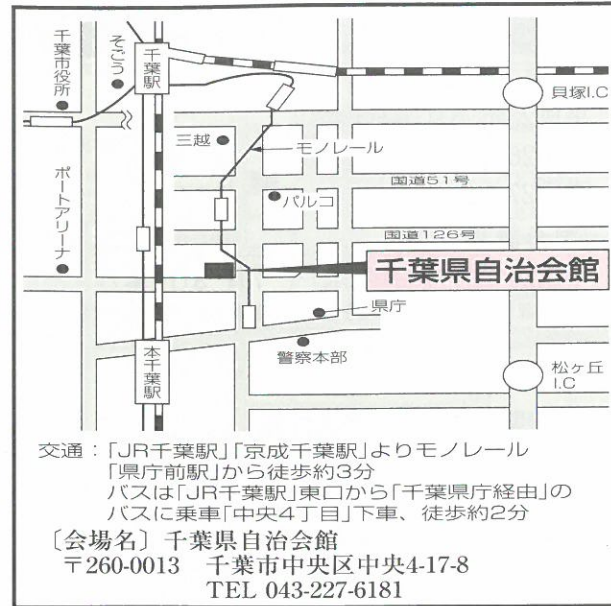 千葉市役所
そごう
千葉駅
貝塚I.C
三越
モノレール
国道51号
パルコ
ポートアリーナ
国道126号
千葉県自治会館
県庁
警察本部
本千葉駅
松ヶ丘
I.C
交通:「JR千葉駅」「京成千葉駅」よりモノレール
「県庁前駅」から徒歩約3分
バスは「JR千葉駅」東口から「千葉県庁経由」の
バスに乗車「中央4丁目」下車、徒歩約2分
〔会場名〕千葉県自治会館
〒260-0013 千葉市中央区中央4-17-8
TEL 043-227-6181